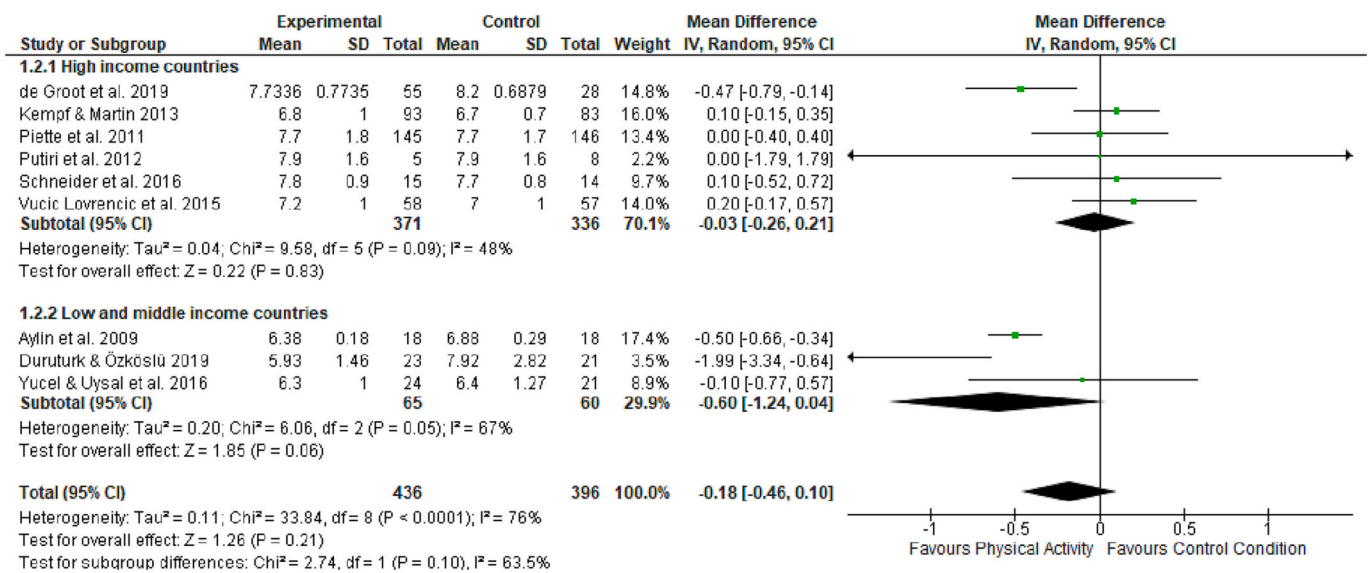 Experimental Control Mean Difference Mean Difference
Study or Subgroup Mean SD Total Mean SD Total Weight IV, Random, 95% CI IV, Random, 95% CI
1.2.1 High income countries
de Groot et al. 2019 7.7336 0.7735 55 8.2 0.6879 28 14.8% -0.47 [-0.79, -0.14]
Kempf & Martin 2013 6.8 1 93 6.7 0.7 83 16.0% 0.10 [-0.15, 0.35]
Piette et al. 2011 7.7 1.8 145 7.7 1.7 146 13.4% 0.00 [-0.40, 0.40]
Putiri et al. 2012 7.9 1.6 5 7.9 1.6 8 2.2% 0.00 [-1.79, 1.79]
Schneider et al. 2016 7.8 0.9 15 7.7 0.8 14 9.7% 0.10 [-0.52, 0.72]
Vucic Lovrencic et al. 2015 7.2 1 58 7 1 57 14.0% 0.20 [-0.17, 0.57]
Subtotal (95% CI) 371 336 70.1% -0.03 [-0.26, 0.21]
Heterogeneity: Tau² = 0.04; Chi² = 9.58, df = 5 (P = 0.09); I² = 48%
Test for overall effect: Z = 0.22 (P = 0.83)
1.2.2 Low and middle income countries
Aylin et al. 2009 6.38 0.18 18 6.88 0.29 18 17.4% -0.50 [-0.66, -0.34]
Duruturk & Özköslü 2019 5.93 1.46 23 7.92 2.82 21 3.5% -1.99 [-3.34, -0.64]
Yucel & Uysal et al. 2016 6.3 1 24 6.4 1.27 21 8.9% -0.10 [-0.77, 0.57]
Subtotal (95% CI) 65 60 29.9% -0.60 [-1.24, 0.04]
Heterogeneity: Tau² = 0.20; Chi² = 6.06, df = 2 (P = 0.05); I² = 67%
Test for overall effect: Z = 1.85 (P = 0.06)
Total (95% CI) 436 396 100.0% -0.18 [-0.46, 0.10]
Heterogeneity: Tau² = 0.11; Chi² = 33.84, df = 8 (P < 0.0001); I² = 76%
Test for overall effect: Z = 1.26 (P = 0.21)
Test for subgroup differences: Chi² = 2.74, df = 1 (P = 0.10), I² = 63.5%
-1 -0.5 0 0.5 1
Favours Physical Activity Favours Control Condition